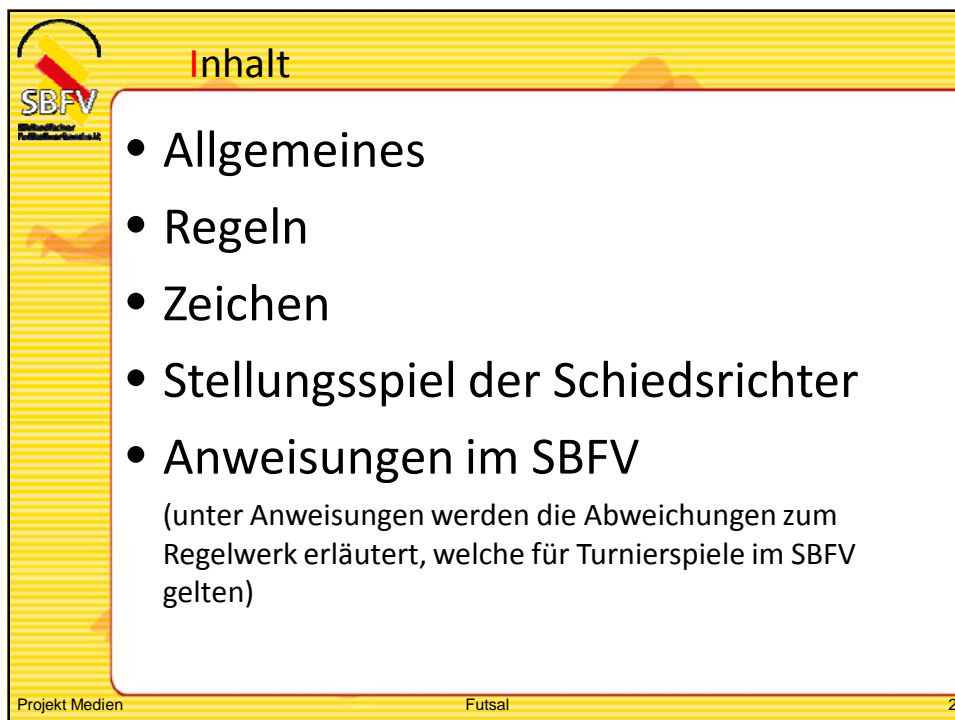 Inhalt
SBFV
• Allgemeines
• Regeln
• Zeichen
• Stellungsspiel der Schiedsrichter
• Anweisungen im SBFV
(unter Anweisungen werden die Abweichungen zum
Regelwerk erläutert, welche für Turnierspiele im SBFV
gelten)
Projekt Medien Futsal 2